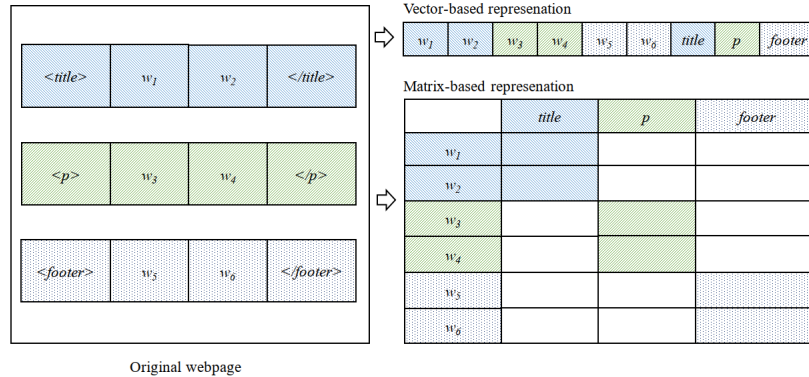 Vector-based represenation
w1 w2 w3 w4 w5 w6 title p footer
<title> w1 w2 </title>
Matrix-based represenation
title p footer
w1
w2
<p> w3 w4 </p>
w3
w4
<footer> w5 w6 </footer>
w5
w6
Original webpage